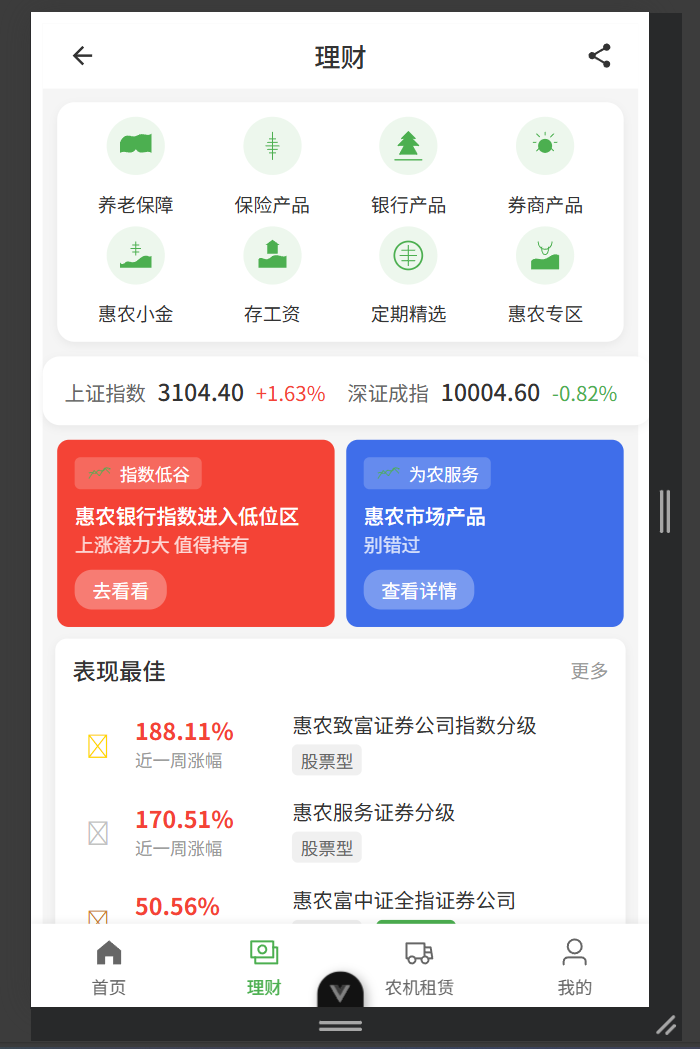 理财
养老保障 保险产品 银行产品 券商产品
惠农小金 存工资 定期精选 惠农专区
上证指数 3104.40 +1.63% 深证成指 10004.60 -0.82%
指数低谷
惠农银行指数进入低位区
上涨潜力大 值得持有
去看看
为农服务
惠农市场产品
别错过
查看详情
表现最佳 更多
188.11% 惠农致富证券公司指数分级
近一周涨幅 股票型
170.51% 惠农服务证券分级
近一周涨幅 股票型
50.56% 惠农富中证全指证券公司
首页 理财 农机租赁 我的